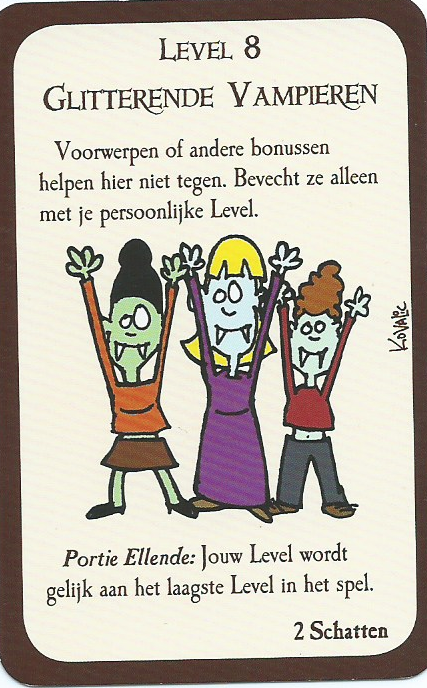 Level 8
Glitterende Vampieren
Voorwerpen of andere bonussen
helpen hier niet tegen. Bevecht ze alleen
met je persoonlijke Level.
Kovalic
Portie Ellende: Jouw Level wordt
gelijk aan het laagste Level in het spel.
2 Schatten